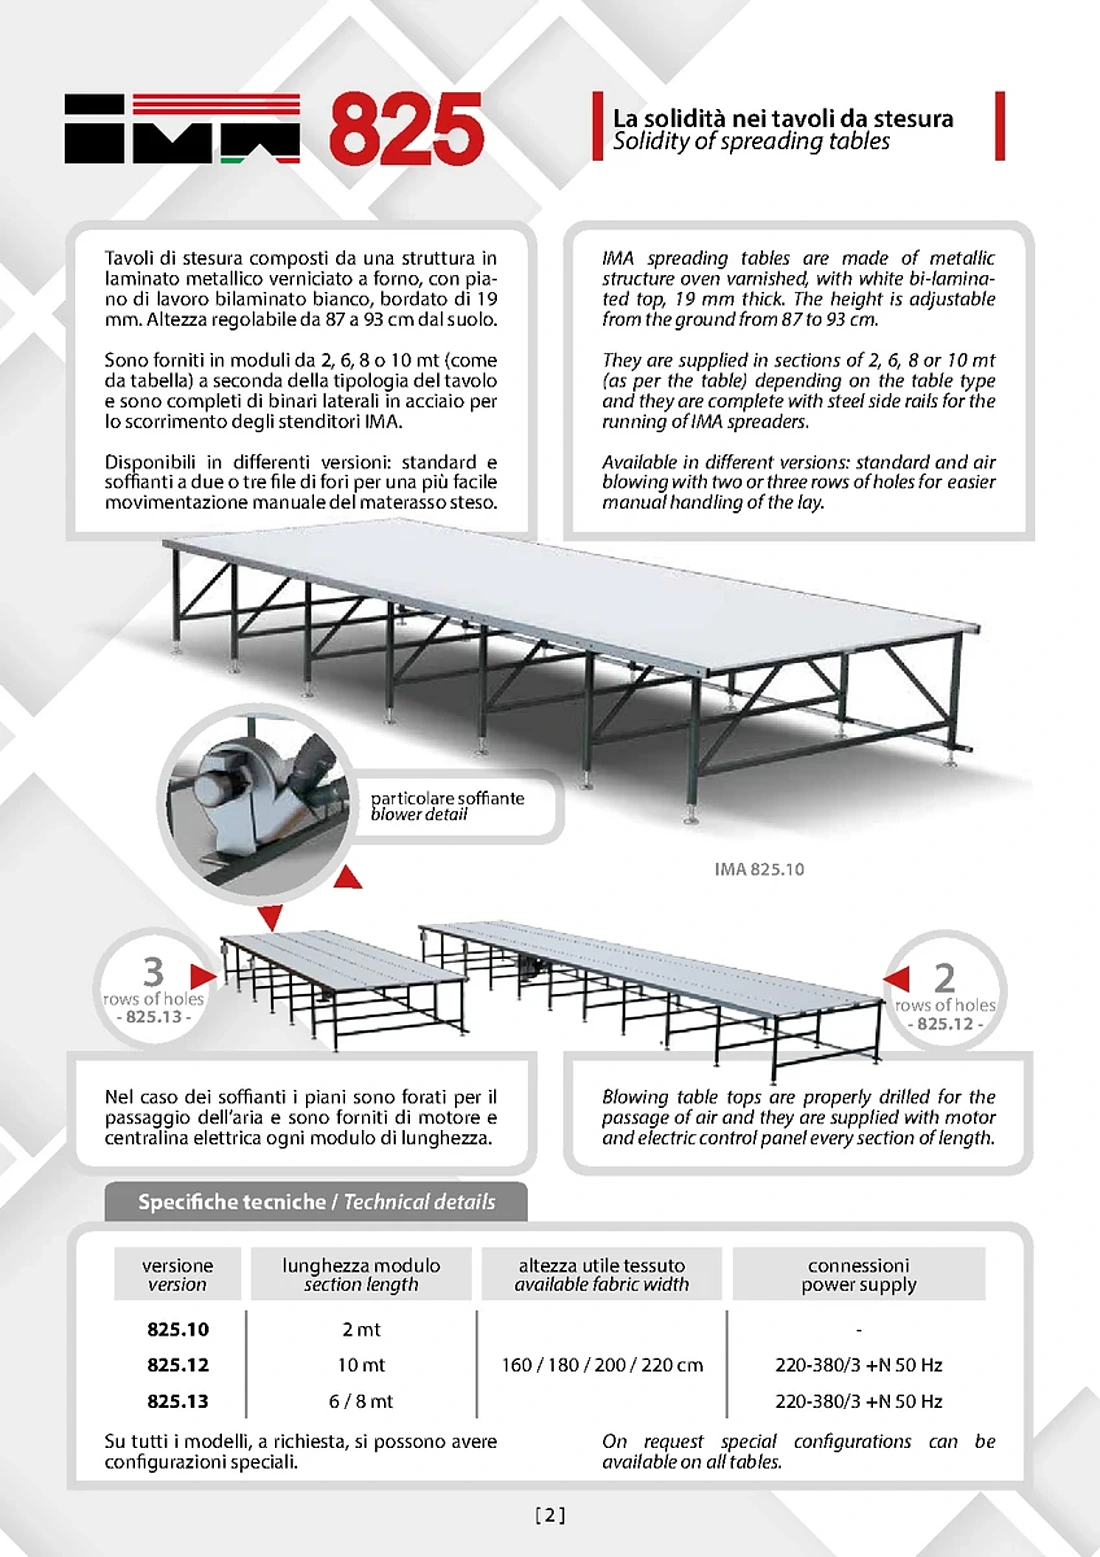 IMA 825
La solidità nei tavoli da stesura
Solidity of spreading tables
Tavoli di stesura composti da una struttura in
laminato metallico verniciato a forno, con pia-
no di lavoro bilaminato bianco, bordato di 19
mm. Altezza regolabile da 87 a 93 cm dal suolo.
Sono forniti in moduli da 2, 6, 8 o 10 mt (come
da tabella) a seconda della tipologia del tavolo
e sono completi di binari laterali in acciaio per
lo scorrimento degli stenditori IMA.
Disponibili in differenti versioni: standard e
soffianti a due o tre file di fori per una più facile
movimentazione manuale del materasso steso.
IMA spreading tables are made of metallic
structure oven varnished, with white bi-lamina-
ted top, 19 mm thick. The height is adjustable
from the ground from 87 to 93 cm.
They are supplied in sections of 2, 6, 8 or 10 mt
(as per the table) depending on the table type
and they are complete with steel side rails for the
running of IMA spreaders.
Available in different versions: standard and air
blowing with two or three rows of holes for easier
manual handling of the lay.
particolare soffiante
blower detail
IMA 825.10
3
rows of holes
- 825.13 -
2
rows of holes
- 825.12 -
Nel caso dei soffianti i piani sono forati per il
passaggio dell'aria e sono forniti di motore e
centralina elettrica ogni modulo di lunghezza.
Blowing table tops are properly drilled for the
passage of air and they are supplied with motor
and electric control panel every section of length.
Specifiche tecniche / Technical details
versione lunghezza modulo altezza utile tessuto connessioni
version section length available fabric width power supply
825.10 2 mt -
825.12 10 mt 160 / 180 / 200 / 220 cm 220-380/3 +N 50 Hz
825.13 6 / 8 mt 220-380/3 +N 50 Hz
Su tutti i modelli, a richiesta, si possono avere
configurazioni speciali.
On request special configurations can be
available on all tables.
[ 2 ]